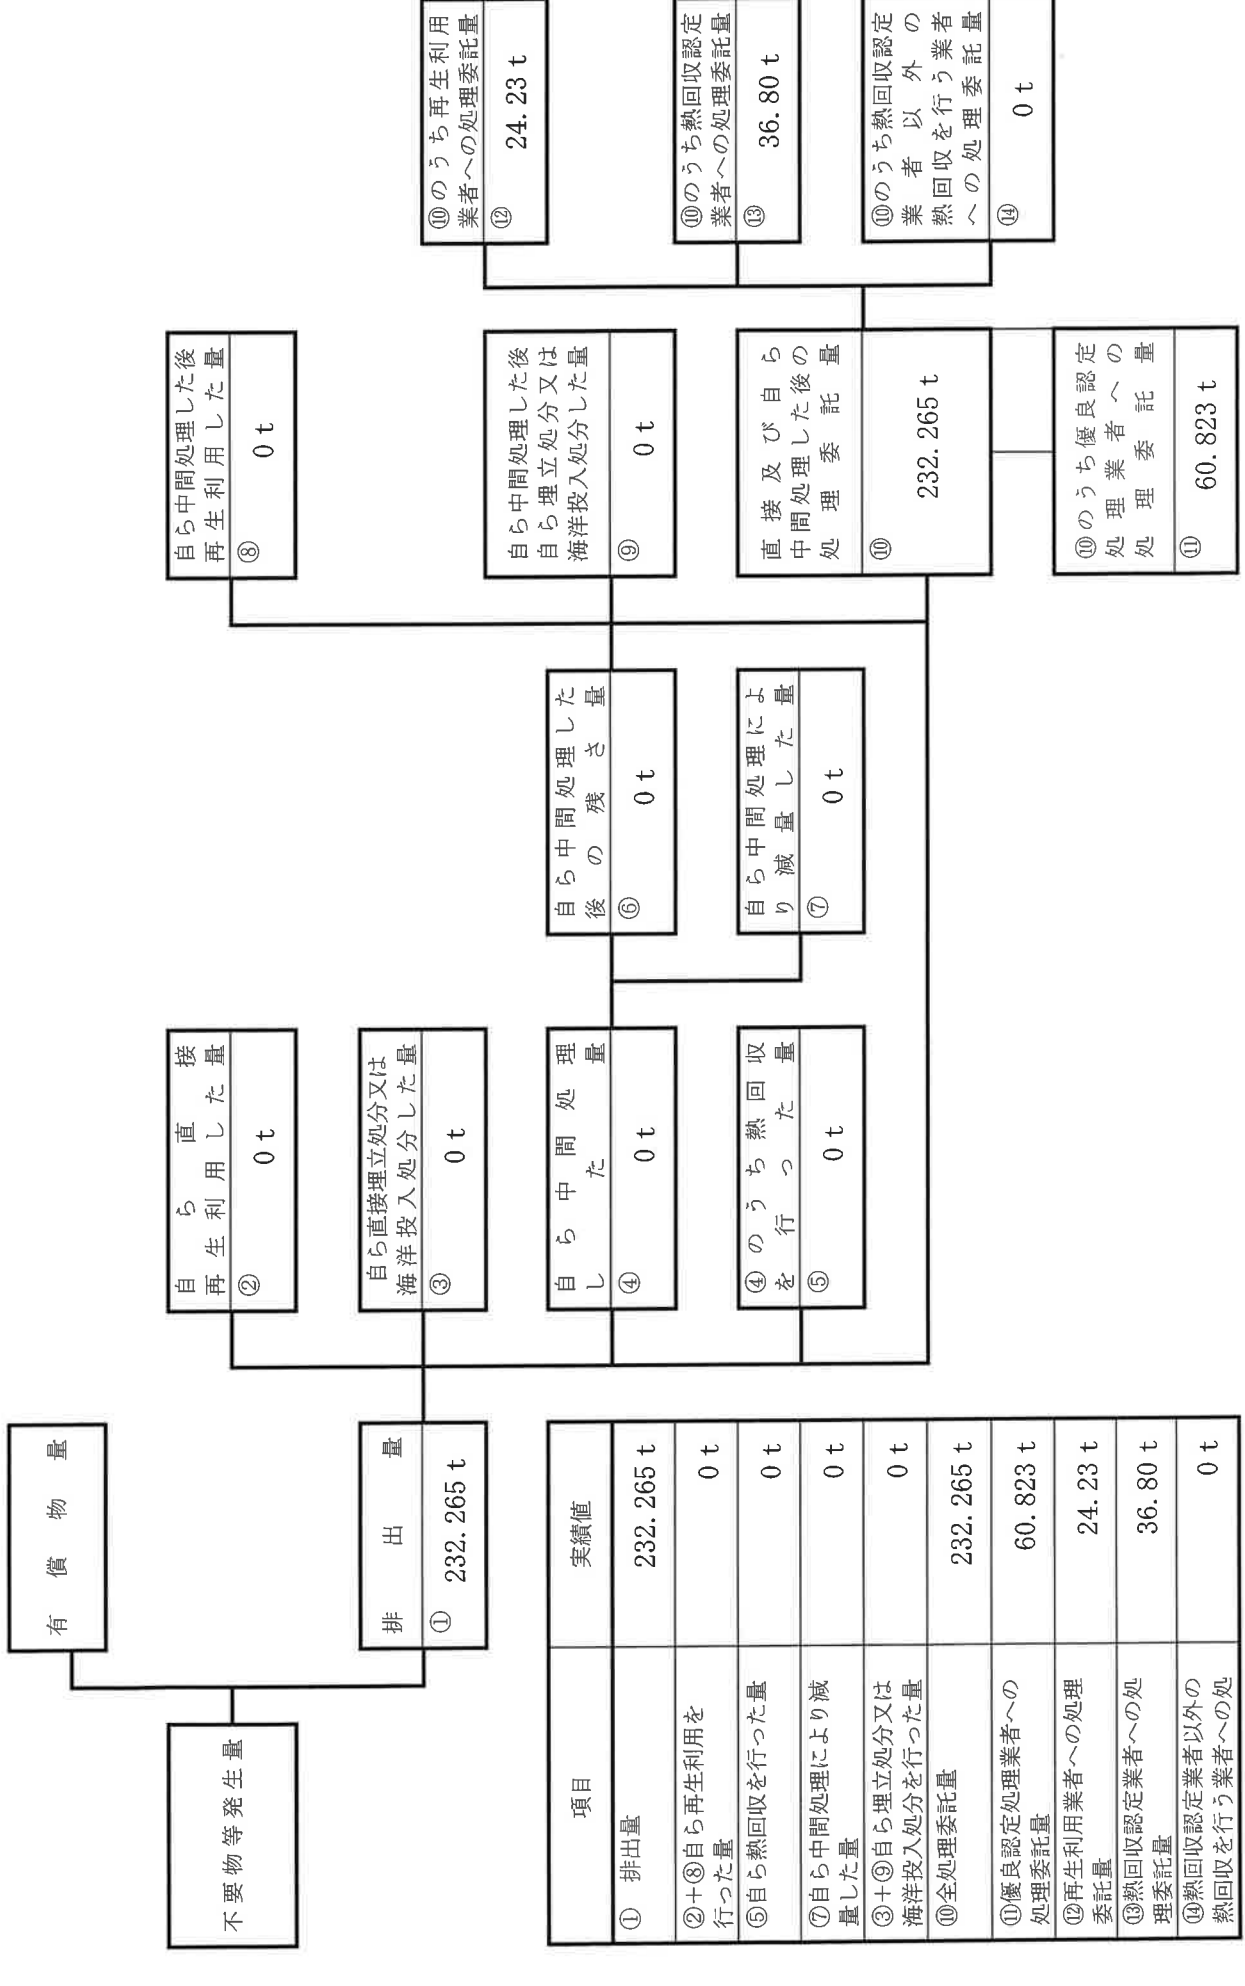 不要物等発生量
有償物量
排出量
① 232.265 t
自ら直接
再生利用した量
② 0 t
自ら直接埋立処分又は
海洋投入処分した量
③ 0 t
自ら中間処理
した量
④ 0 t
④のうち熱回収
を行った量
⑤ 0 t
自ら中間処理した
後の残さ量
⑥ 0 t
自ら中間処理によ
り減量した量
⑦ 0 t
自ら中間処理した後
再生利用した量
⑧ 0 t
自ら中間処理した後
自ら埋立処分又は
海洋投入処分した量
⑨ 0 t
直接及び自ら
中間処理した後の
処理委託量
⑩ 232.265 t
⑩のうち優良認定
処理業者への
処理委託量
⑪ 60.823 t
⑩のうち再生利用
業者への処理委託量
⑫ 24.23 t
⑩のうち熱回収認定
業者への処理委託量
⑬ 36.80 t
⑩のうち熱回収認定
業者以外の
熱回収を行う業者
への処理委託量
⑭ 0 t
項目 実績値
① 排出量 232.265 t
②+⑧自ら再生利用を
行った量 0 t
⑤自ら熱回収を行った量 0 t
⑦自ら中間処理により減
量した量 0 t
③+⑨自ら埋立処分又は
海洋投入処分を行った量 0 t
⑩全処理委託量 232.265 t
⑪優良認定処理業者への
処理委託量 60.823 t
⑫再生利用業者への処理
委託量 24.23 t
⑬熱回収認定業者への処
理委託量 36.80 t
⑭熱回収認定業者以外の
熱回収を行う業者への処 0 t